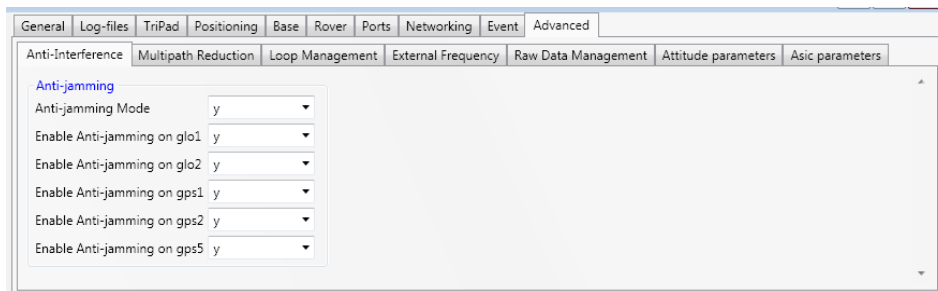 General Log-files TriPad Positioning Base Rover Ports Networking Event Advanced
Anti-Interference Multipath Reduction Loop Management External Frequency Raw Data Management Attitude parameters Asic parameters
Anti-jamming
Anti-jamming Mode y
Enable Anti-jamming on glo1 y
Enable Anti-jamming on glo2 y
Enable Anti-jamming on gps1 y
Enable Anti-jamming on gps2 y
Enable Anti-jamming on gps5 y